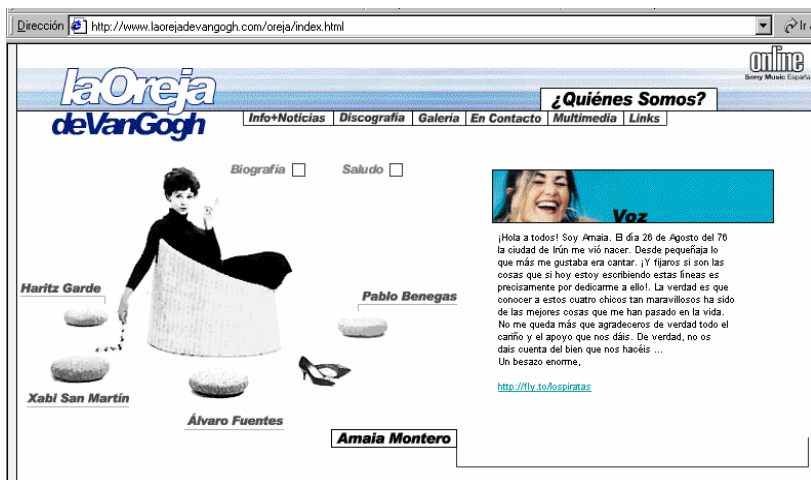 Dirección http://www.laorejadevangogh.com/oreja/index.html Ir
online
Sony Music España
laOreja
deVanGogh
¿Quiénes Somos?
Info+Noticias Discografía Galería En Contacto Multimedia Links
Biografía Saludo
Voz
¡Hola a todos! Soy Amaia. El día 26 de Agosto del 76
la ciudad de Irún me vió nacer. Desde pequeñaja lo
que más me gustaba era cantar. ¡Y fijaros si son las
cosas que si hoy estoy escribiendo estas líneas es
precisamente por dedicarme a ello!. La verdad es que
conocer a estos cuatro chicos tan maravillosos ha sido
de las mejores cosas que me han pasado en la vida.
No me queda más que agradeceros de verdad todo el
cariño y el apoyo que nos dáis. De verdad, no os
dais cuenta del bien que nos hacéis ...
Un besazo enorme,
http://fly.to/lospiratas
Haritz Garde
Pablo Benegas
Xabi San Martín
Álvaro Fuentes
Amaia Montero